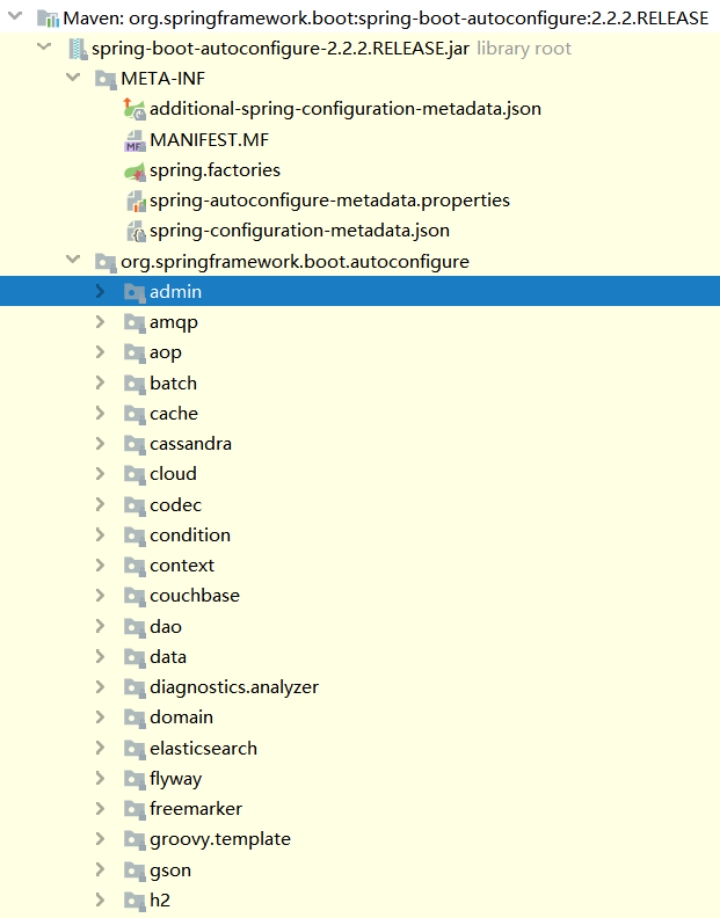 Maven: org.springframework.boot:spring-boot-autoconfigure:2.2.2.RELEASE
spring-boot-autoconfigure-2.2.2.RELEASE.jar library root
META-INF
additional-spring-configuration-metadata.json
MANIFEST.MF
spring.factories
spring-autoconfigure-metadata.properties
spring-configuration-metadata.json
org.springframework.boot.autoconfigure
admin
amqp
aop
batch
cache
cassandra
cloud
codec
condition
context
couchbase
dao
data
diagnostics.analyzer
domain
elasticsearch
flyway
freemarker
groovy.template
gson
h2